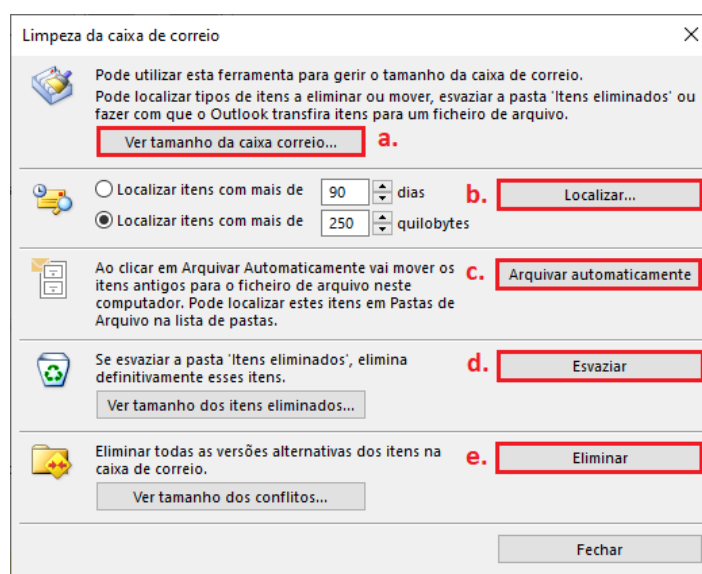 Limpeza da caixa de correio
Pode utilizar esta ferramenta para gerir o tamanho da caixa de correio.
Pode localizar tipos de itens a eliminar ou mover, esvaziar a pasta 'Itens eliminados' ou
fazer com que o Outlook transfira itens para um ficheiro de arquivo.
Ver tamanho da caixa correio... a.
Localizar itens com mais de 90 dias b. Localizar...
Localizar itens com mais de 250 quilobytes
Ao clicar em Arquivar Automaticamente vai mover os c. Arquivar automaticamente
itens antigos para o ficheiro de arquivo neste
computador. Pode localizar estes itens em Pastas de
Arquivo na lista de pastas.
Se esvaziar a pasta 'Itens eliminados', elimina d. Esvaziar
definitivamente esses itens.
Ver tamanho dos itens eliminados...
Eliminar todas as versões alternativas dos itens na e. Eliminar
caixa de correio.
Ver tamanho dos conflitos...
Fechar